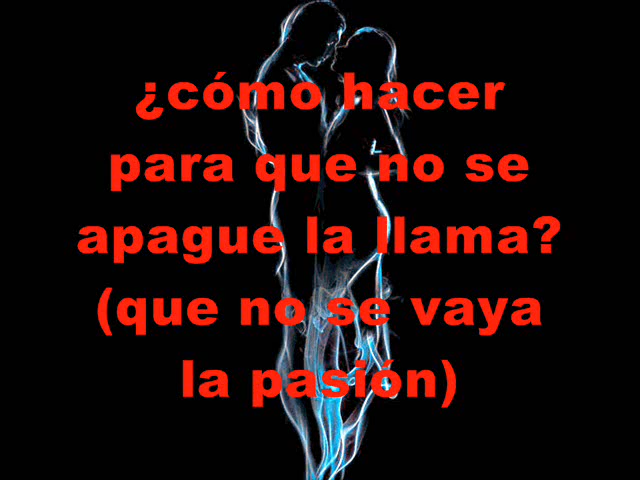 ¿cómo hacer
para que no se
apague la llama?
(que no se vaya
la pasión)